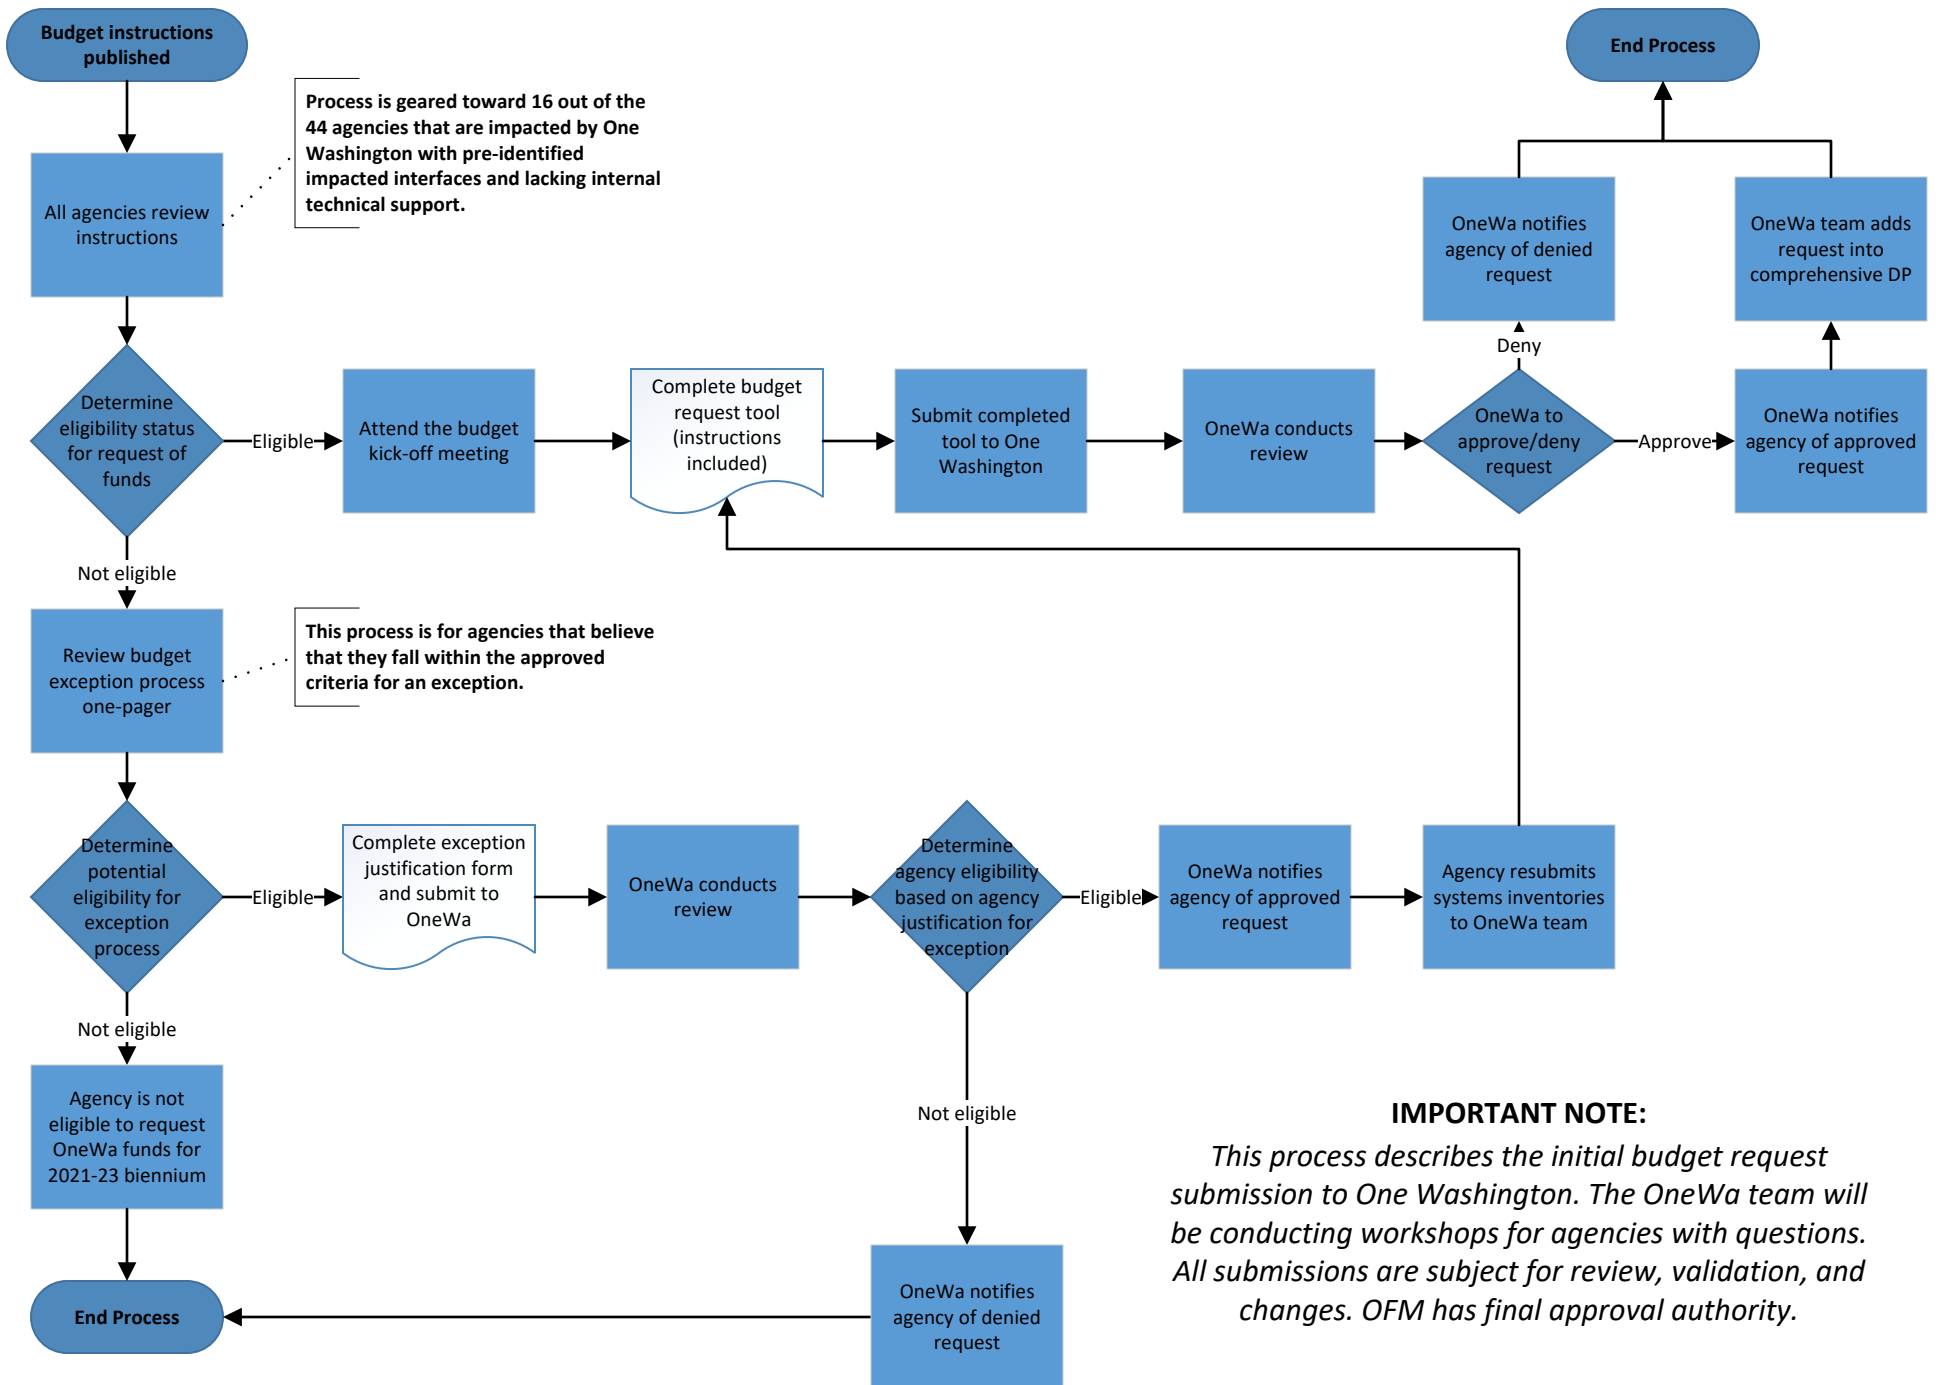 Budget instructions
published
End Process
Process is geared toward 16 out of the
44 agencies that are impacted by One
Washington with pre-identified
impacted interfaces and lacking internal
technical support.
All agencies review
instructions
OneWa notifies
agency of denied
request
OneWa team adds
request into
comprehensive DP
Deny
Determine
eligibility status
for request of
funds
Eligible
Attend the budget
kick-off meeting
Complete budget
request tool
(instructions
included)
Submit completed
tool to One
Washington
OneWa conducts
review
OneWa to
approve/deny
request
Approve
OneWa notifies
agency of approved
request
Not eligible
Review budget
exception process
one-pager
This process is for agencies that believe
that they fall within the approved
criteria for an exception.
Determine
potential
eligibility for
exception
process
Eligible
Complete exception
justification form
and submit to
OneWa
OneWa conducts
review
Determine
agency eligibility
based on agency
justification for
exception
Eligible
OneWa notifies
agency of approved
request
Agency resubmits
systems inventories
to OneWa team
Not eligible
Agency is not
eligible to request
OneWa funds for
2021-23 biennium
Not eligible
IMPORTANT NOTE:
This process describes the initial budget request
submission to One Washington. The OneWa team will
be conducting workshops for agencies with questions.
All submissions are subject for review, validation, and
changes. OFM has final approval authority.
End Process
OneWa notifies
agency of denied
request